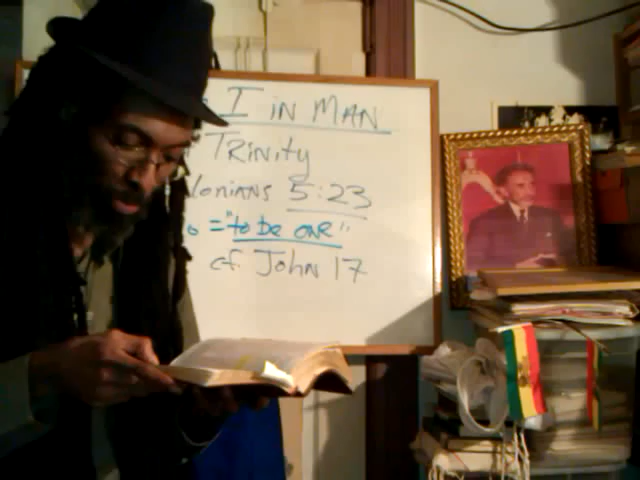 I IN MAN
TRINITY
lonians 5:23
= "to be one"
cf. John 17